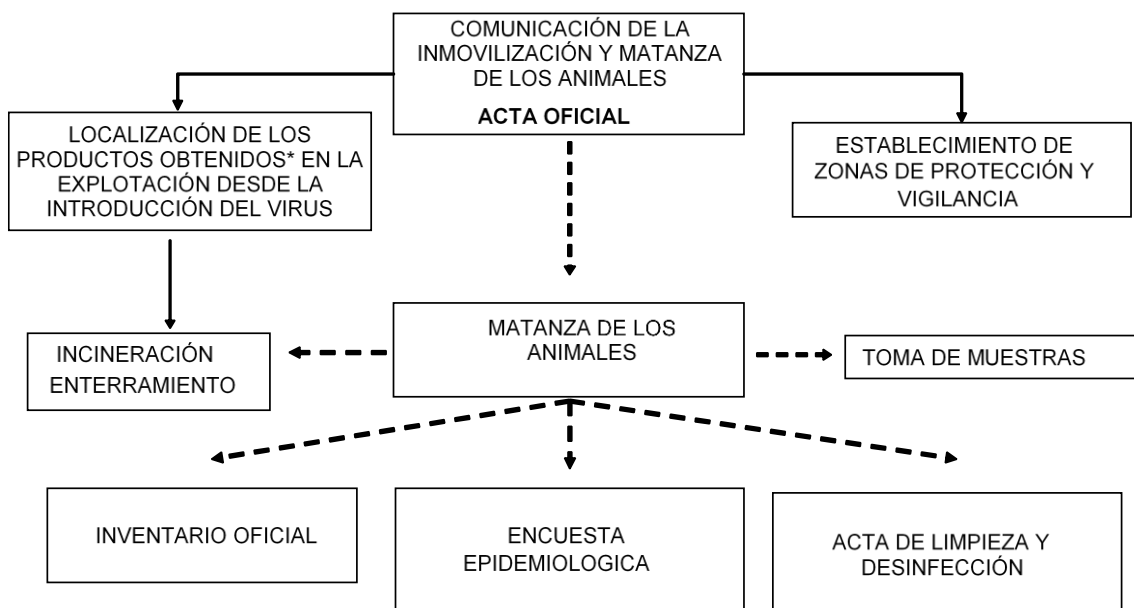 COMUNICACIÓN DE LA
INMOVILIZACIÓN Y MATANZA
DE LOS ANIMALES
ACTA OFICIAL
LOCALIZACIÓN DE LOS
PRODUCTOS OBTENIDOS* EN LA
EXPLOTACIÓN DESDE LA
INTRODUCCIÓN DEL VIRUS
ESTABLECIMIENTO DE
ZONAS DE PROTECCIÓN Y
VIGILANCIA
INCINERACIÓN
ENTERRAMIENTO
MATANZA DE LOS
ANIMALES
TOMA DE MUESTRAS
INVENTARIO OFICIAL
ENCUESTA
EPIDEMIOLOGICA
ACTA DE LIMPIEZA Y
DESINFECCIÓN